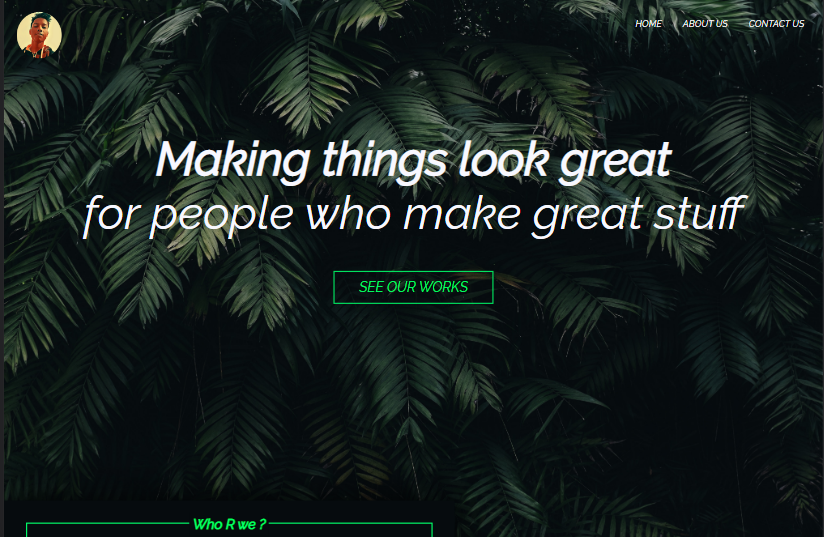 HOME ABOUT US CONTACT US
Making things look great
for people who make great stuff
SEE OUR WORKS
Who R we ?